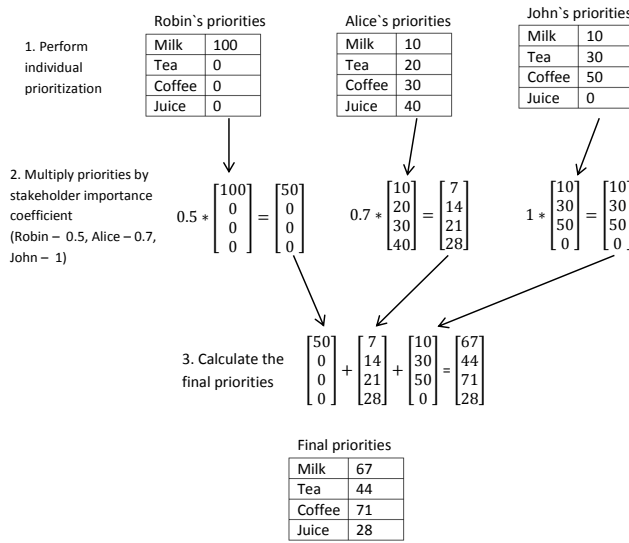 Robin`s priorities
Alice`s priorities
John`s priorities
1. Perform
individual
prioritization
Milk 100
Tea 0
Coffee 0
Juice 0
Milk 10
Tea 20
Coffee 30
Juice 40
Milk 10
Tea 30
Coffee 50
Juice 0
2. Multiply priorities by
stakeholder importance
coefficient
(Robin – 0.5, Alice – 0.7,
John – 1)
0.5 * [100 0 0 0] = [50 0 0 0]
0.7 * [10 20 30 40] = [7 14 21 28]
1 * [10 30 50 0] = [10 30 50 0]
3. Calculate the
final priorities
[50 0 0 0] + [7 14 21 28] + [10 30 50 0] = [67 44 71 28]
Final priorities
Milk 67
Tea 44
Coffee 71
Juice 28